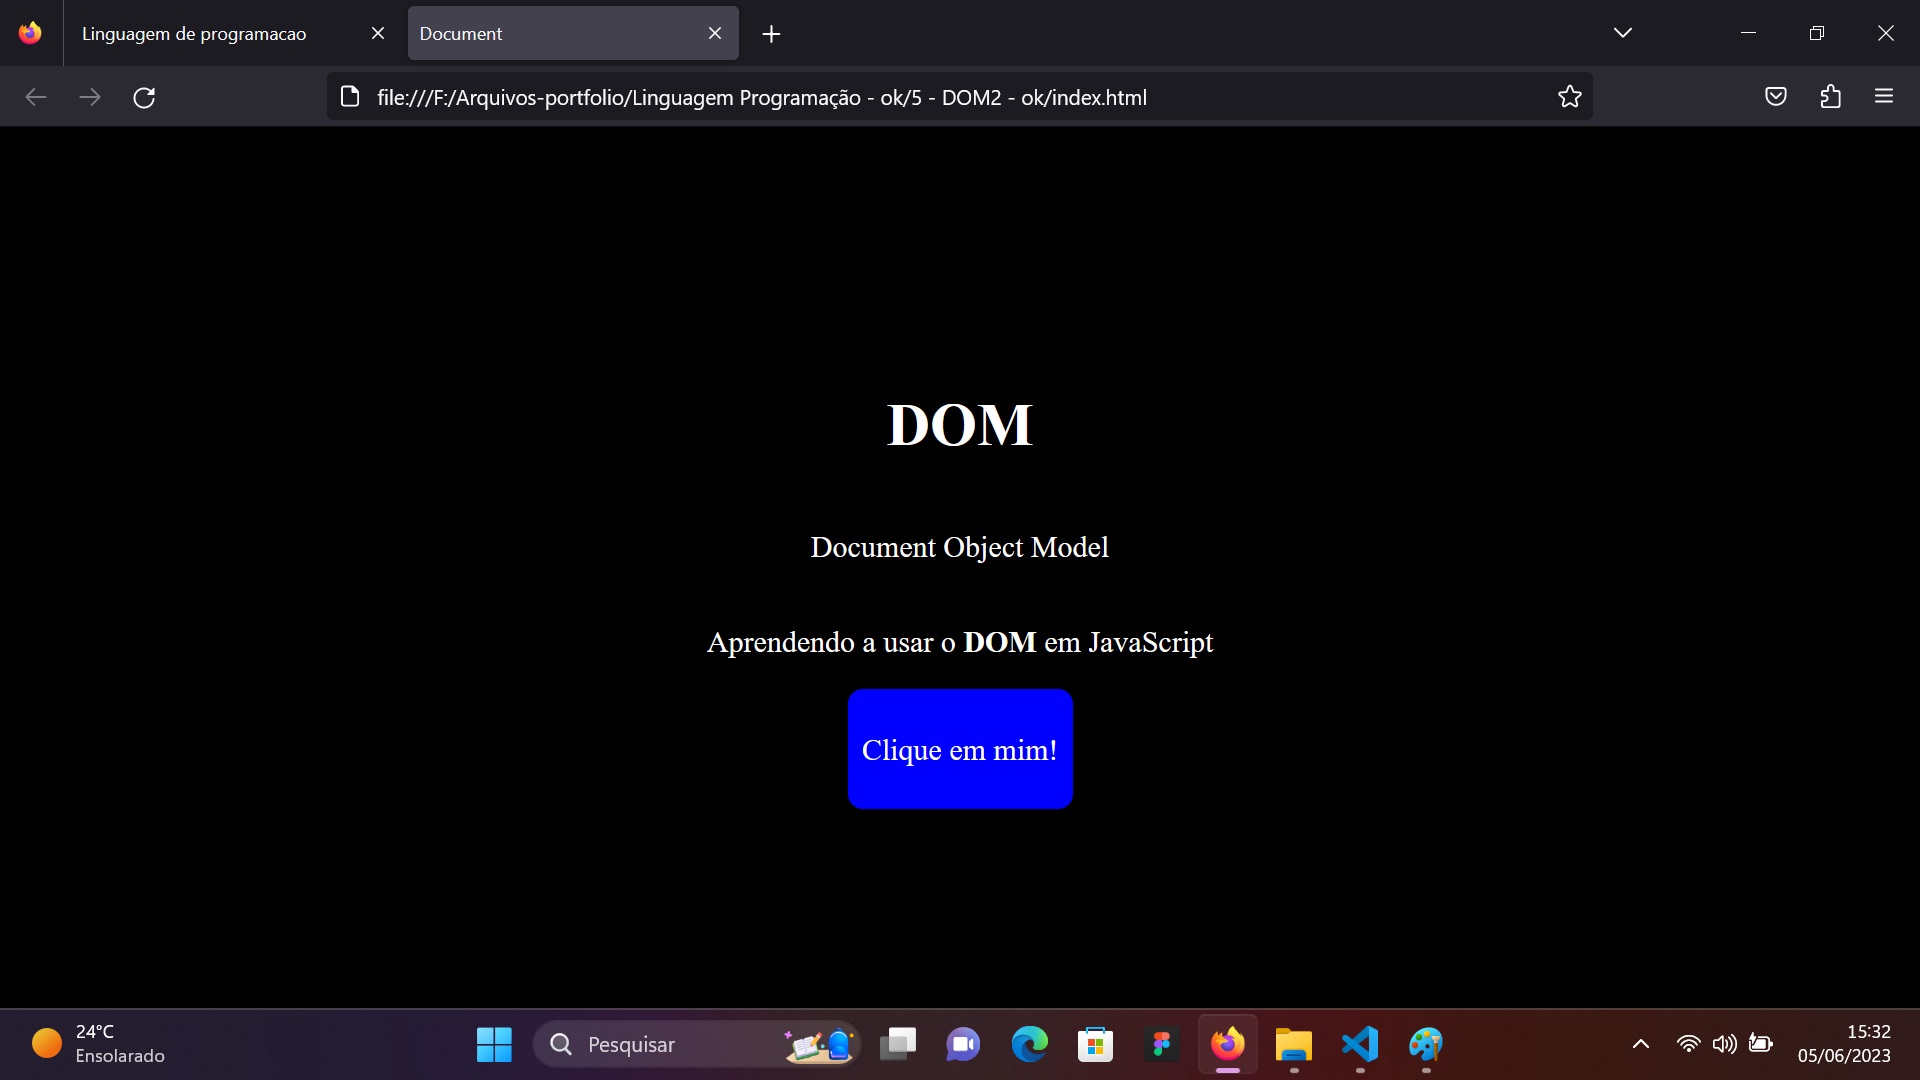 Linguagem de programacao
Document
file:///F:/Arquivos-portfolio/Linguagem Programação - ok/5 - DOM2 - ok/index.html
DOM
Document Object Model
Aprendendo a usar o DOM em JavaScript
Clique em mim!
24°C
Ensolarado
Pesquisar
15:32
05/06/2023